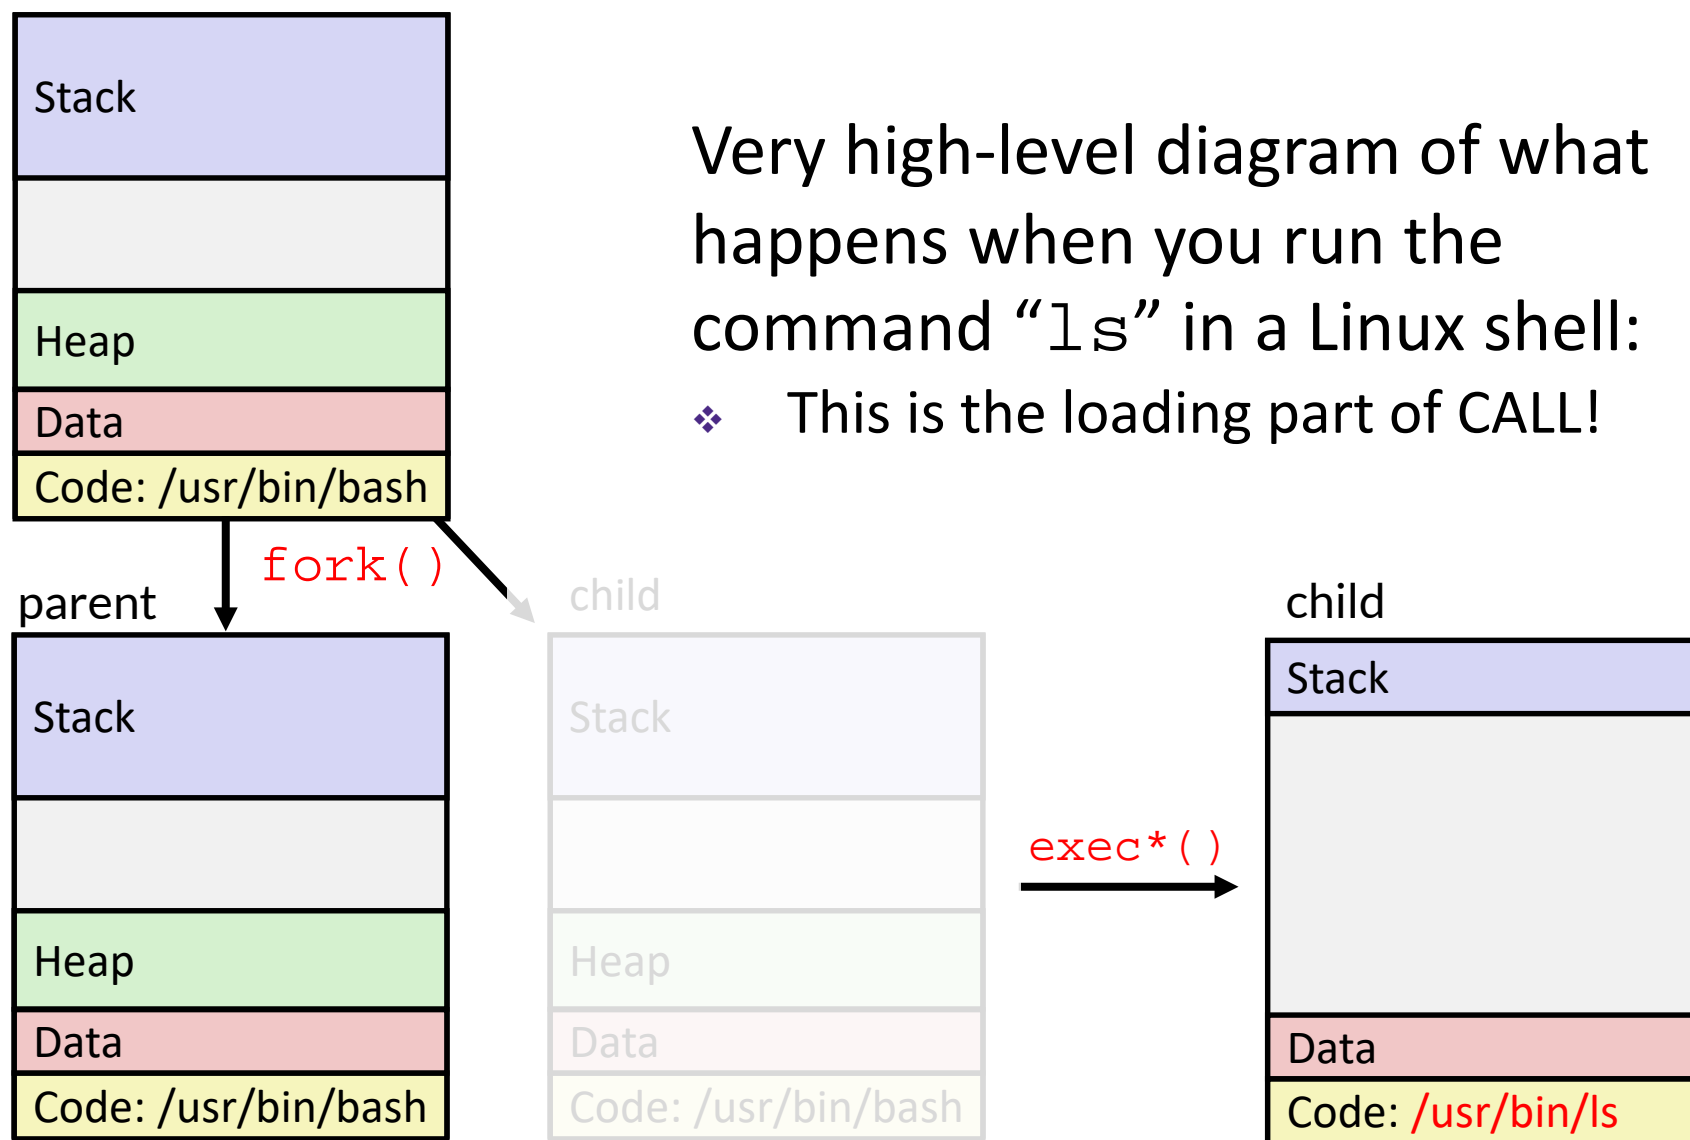 Stack
Heap
Data
Code: /usr/bin/bash
Very high-level diagram of what
happens when you run the
command “ls” in a Linux shell:
❖ This is the loading part of CALL!
fork()
parent
Stack
Heap
Data
Code: /usr/bin/bash
child
Stack
Heap
Data
Code: /usr/bin/bash
exec*()
child
Stack
Data
Code: /usr/bin/ls